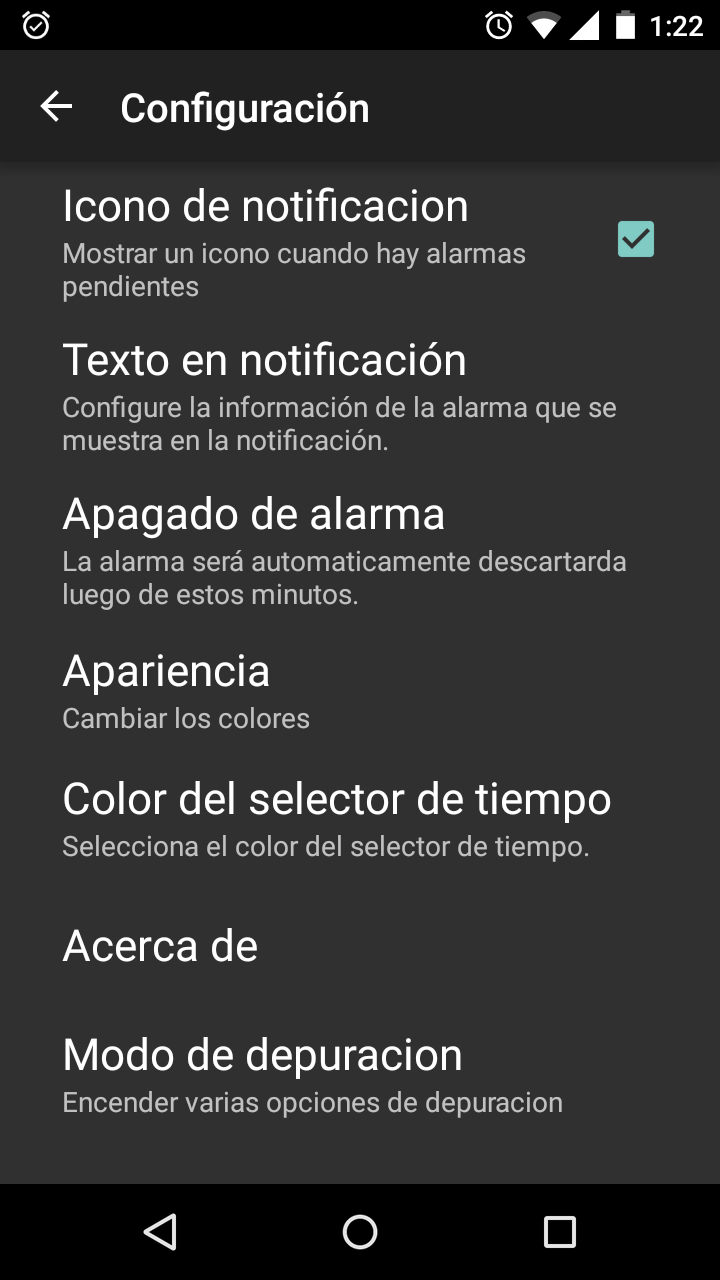 1:22
Configuración
Icono de notificacion
Mostrar un icono cuando hay alarmas
pendientes
Texto en notificación
Configure la información de la alarma que se
muestra en la notificación.
Apagado de alarma
La alarma será automaticamente descartarda
luego de estos minutos.
Apariencia
Cambiar los colores
Color del selector de tiempo
Selecciona el color del selector de tiempo.
Acerca de
Modo de depuracion
Encender varias opciones de depuracion